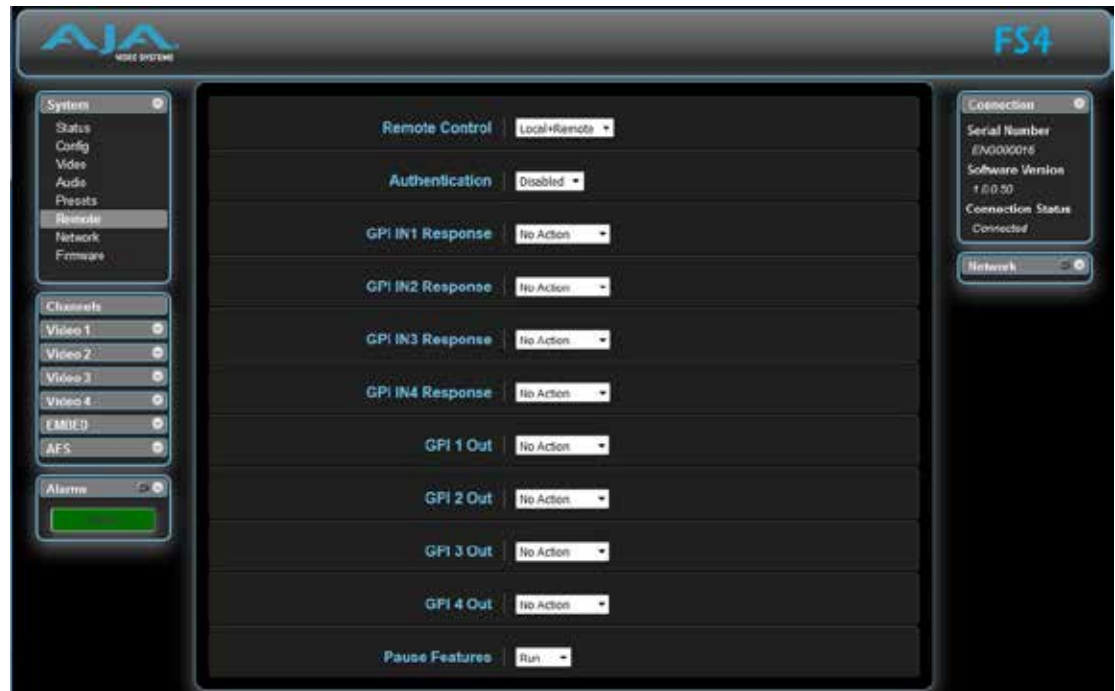 AJA
VIDEO SYSTEMS
FS4
System
Status
Config
Video
Audio
Presets
Remote
Network
Firmware
Channels
Video 1
Video 2
Video 3
Video 4
EMBED
AES
Alarms
Remote Control Local+Remote
Authentication Disabled
GPI IN1 Response No Action
GPI IN2 Response No Action
GPI IN3 Response No Action
GPI IN4 Response No Action
GPI 1 Out No Action
GPI 2 Out No Action
GPI 3 Out No Action
GPI 4 Out No Action
Pause Features Run
Connection
Serial Number
ENG000016
Software Version
1.0.0.50
Connection Status
Connected
Network